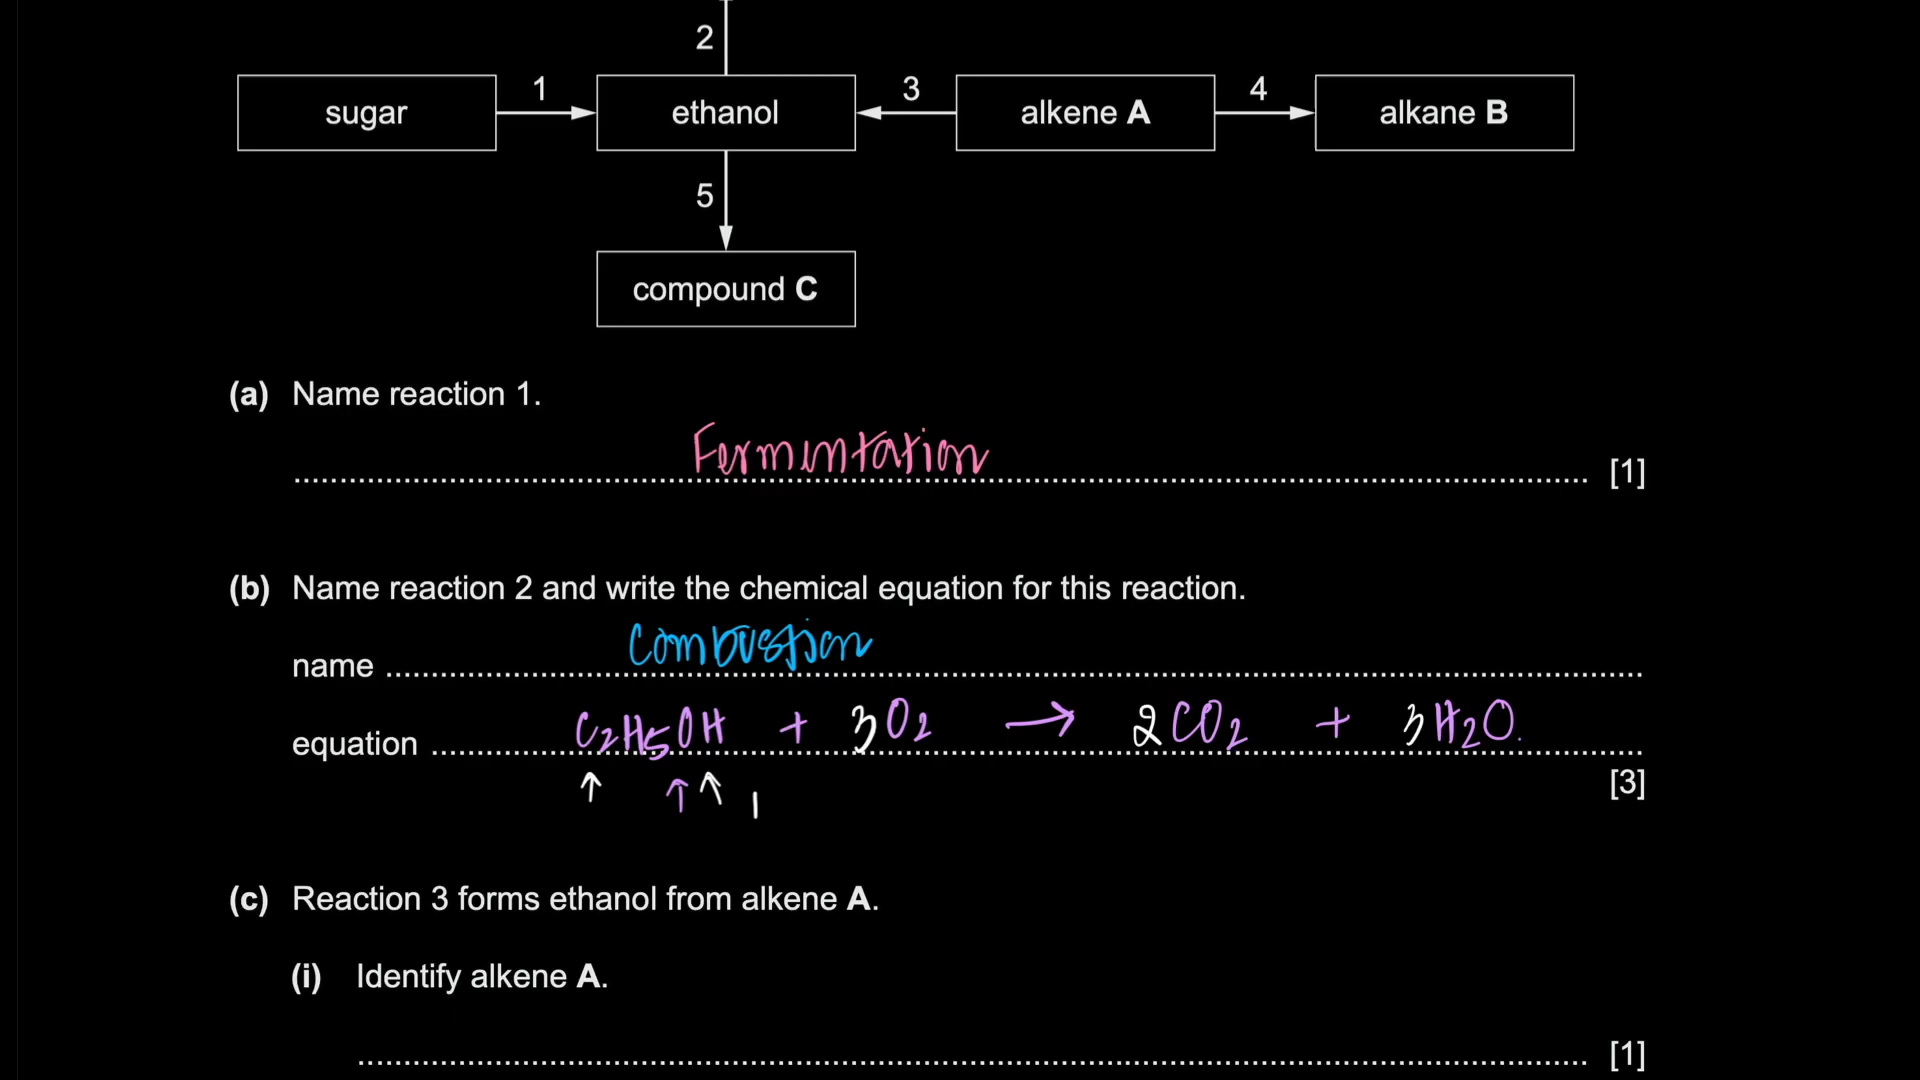 2
sugar 1 ethanol 3 alkene A 4 alkane B
5
compound C
(a) Name reaction 1.
Fermentation
[1]
(b) Name reaction 2 and write the chemical equation for this reaction.
name Combustion
equation C₂H₅OH + 3O₂ → 2CO₂ + 3H₂O.
[3]
↑ ↑ ↑ |
(c) Reaction 3 forms ethanol from alkene A.
(i) Identify alkene A.
[1]